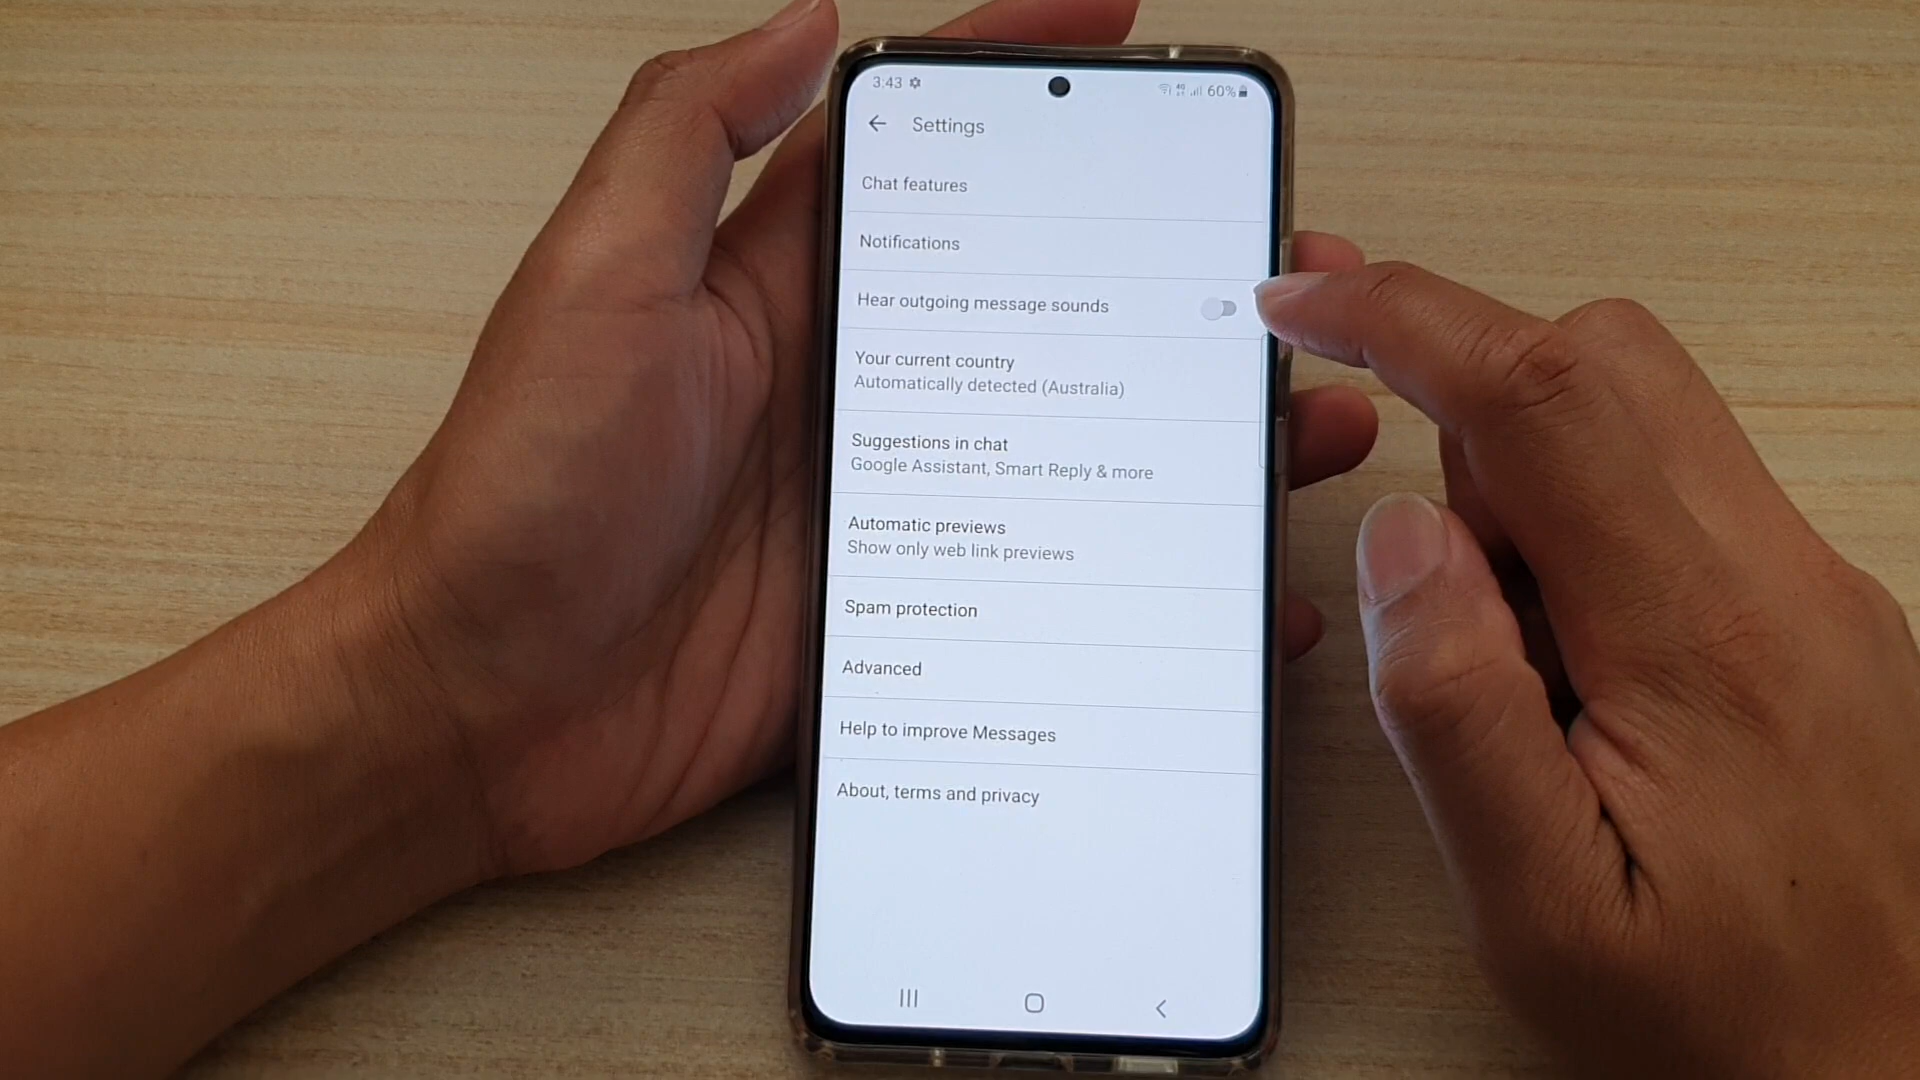 3:43
60%
Settings
Chat features
Notifications
Hear outgoing message sounds
Your current country
Automatically detected (Australia)
Suggestions in chat
Google Assistant, Smart Reply & more
Automatic previews
Show only web link previews
Spam protection
Advanced
Help to improve Messages
About, terms and privacy